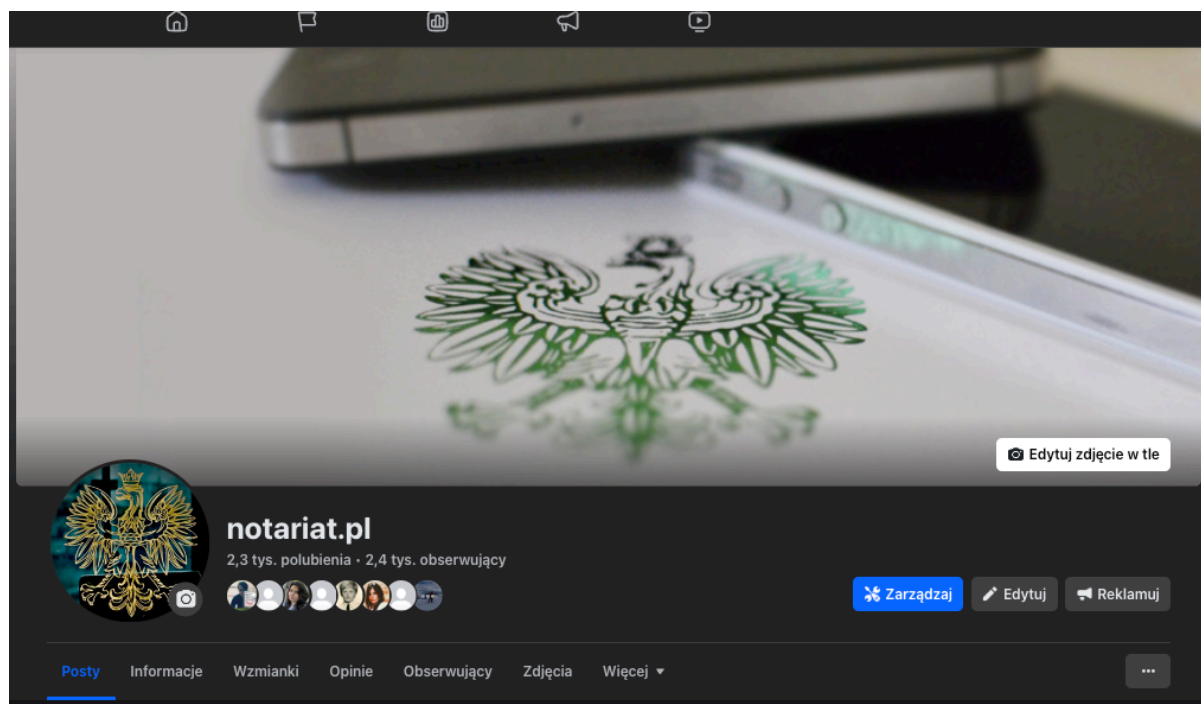 Edytuj zdjęcie w tle
notariat.pl
2,3 tys. polubienia · 2,4 tys. obserwujący
Zarządzaj Edytuj Reklamuj
Posty Informacje Wzmianki Opinie Obserwujący Zdjęcia Więcej